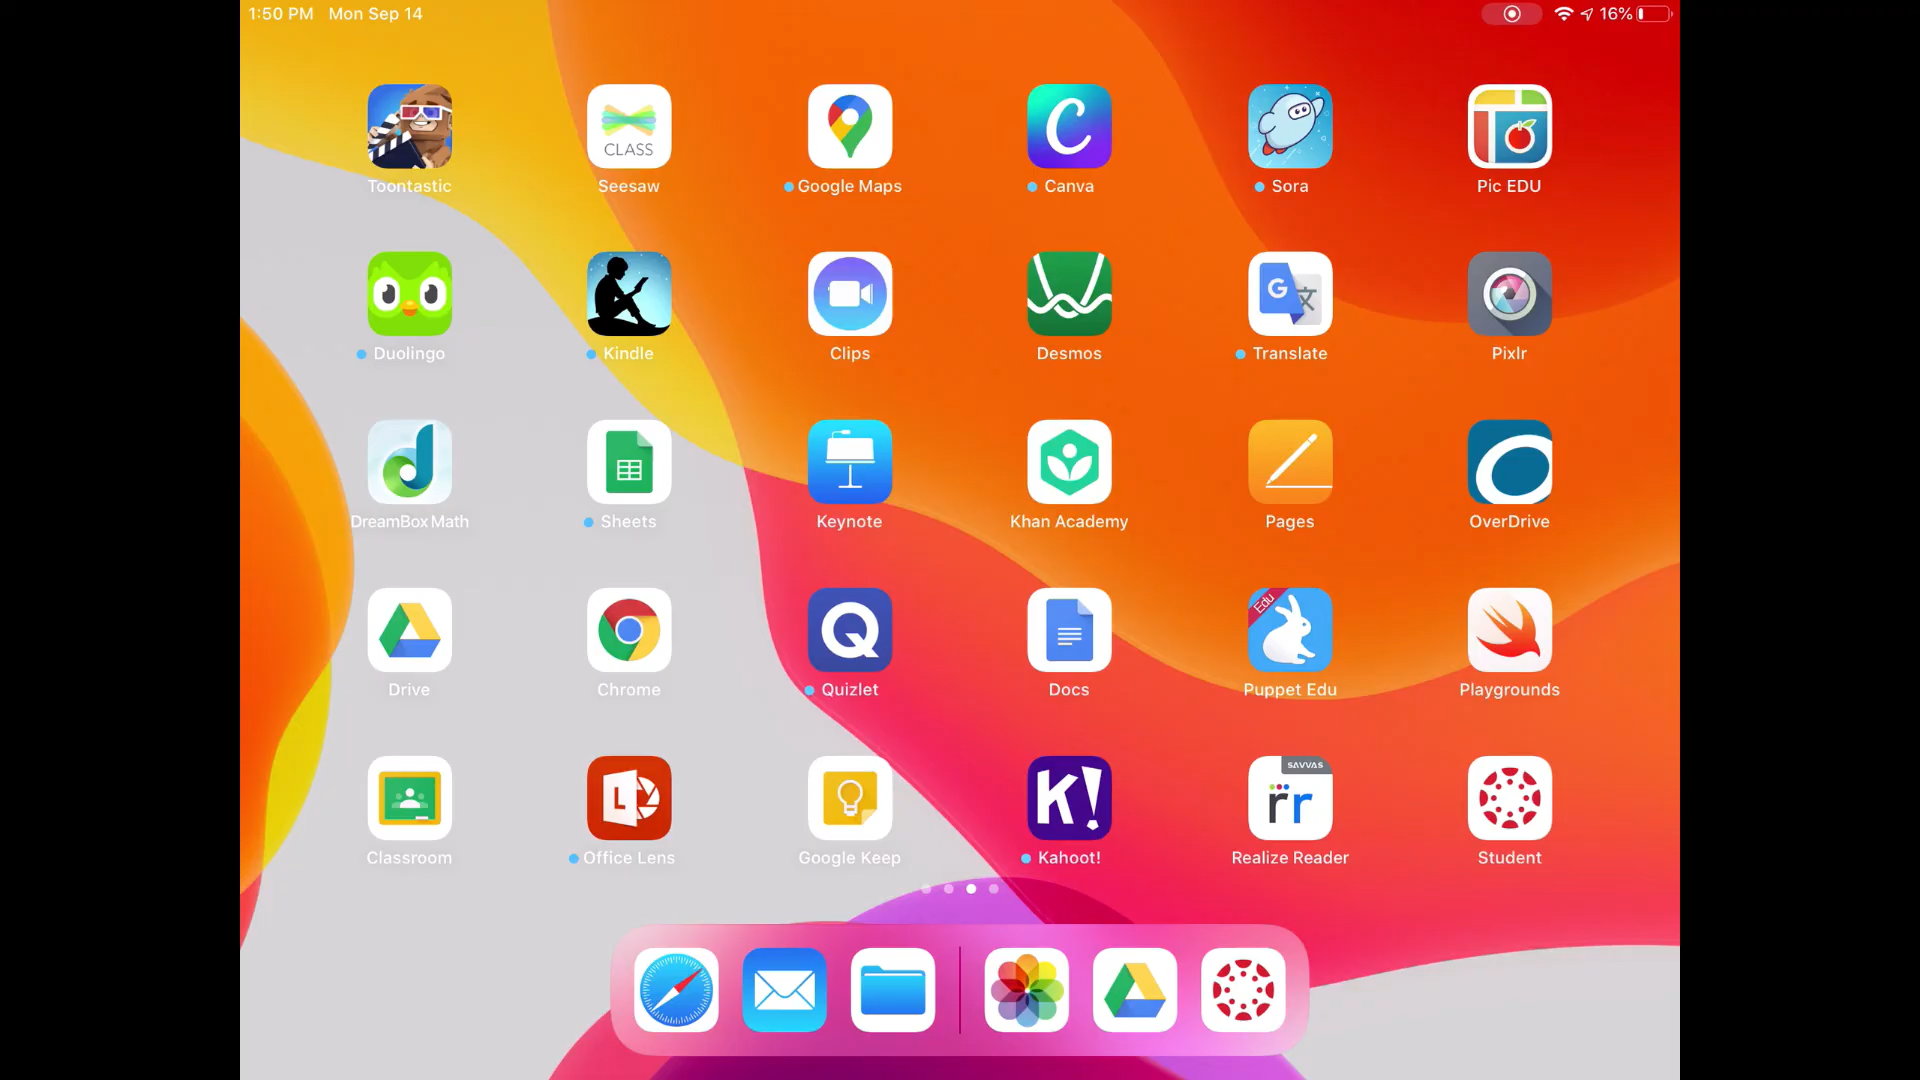 1:50 PM Mon Sep 14 16%
CLASS
Toontastic Seesaw Google Maps Canva Sora Pic EDU
G 文
Duolingo Kindle Clips Desmos Translate Pixlr
DreamBox Math Sheets Keynote Khan Academy Pages OverDrive
Edu
Drive Chrome Quizlet Docs Puppet Edu Playgrounds
SAVVAS
L K! rr
Classroom Office Lens Google Keep Kahoot! Realize Reader Student